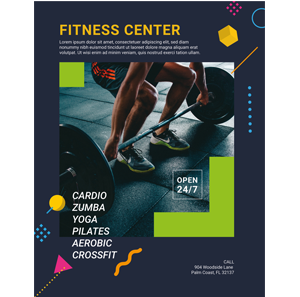 FITNESS CENTER
Lorem ipsum dolor sit amet, consectetur
adipiscing elit, sed diam
nonummy nibh euismod tincidunt ut laoreet dolore magna aliquam erat
volutpat. Ut wisi enim ad minim veniam, quis nostrud exerci tation ullam.
OPEN
24/7
CARDIO
ZUMBA
YOGA
PILATES
AEROBIC
CROSSFIT
CALL
904 Woodside Lane
Palm Coast, FL 32137